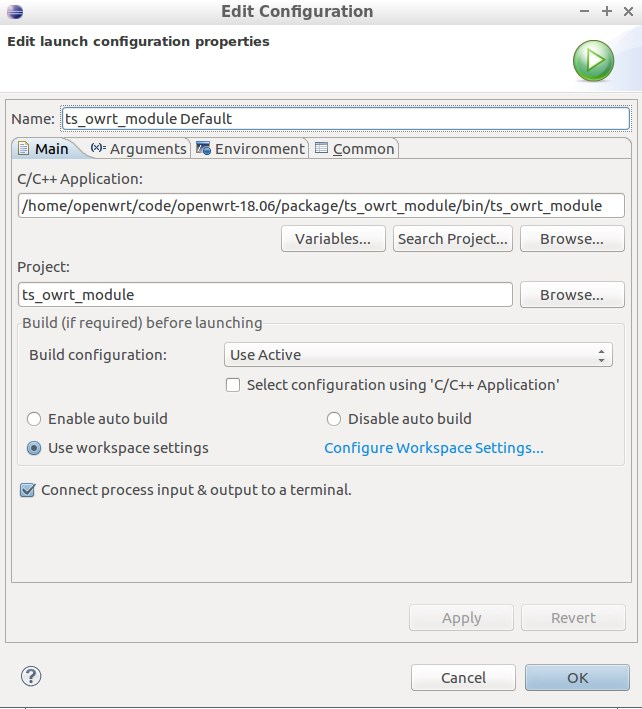 Edit Configuration
Edit launch configuration properties
Name: ts_owrt_module Default
Main (x)= Arguments Environment Common
C/C++ Application:
/home/openwrt/code/openwrt-18.06/package/ts_owrt_module/bin/ts_owrt_module
Variables... Search Project... Browse...
Project:
ts_owrt_module Browse...
Build (if required) before launching
Build configuration: Use Active
Select configuration using 'C/C++ Application'
Enable auto build Disable auto build
Use workspace settings Configure Workspace Settings...
Connect process input & output to a terminal.
Apply Revert
? Cancel OK